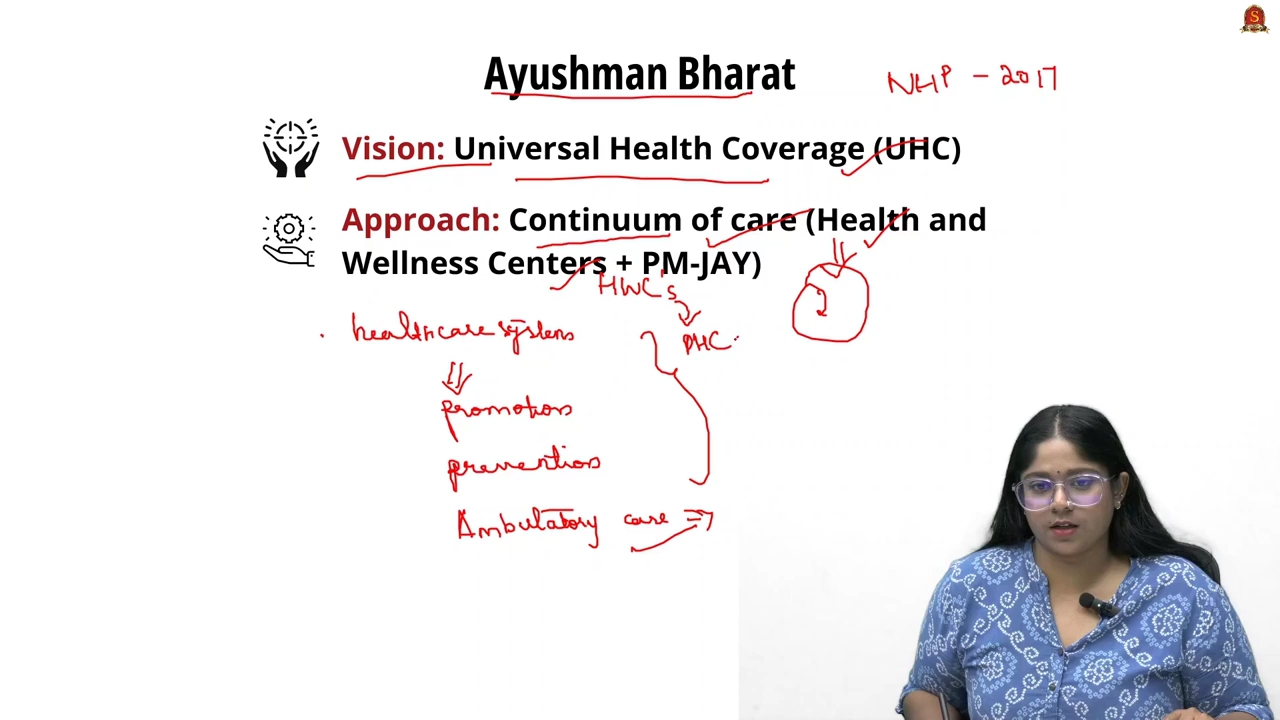 Ayushman Bharat
NHP - 2017
Vision: Universal Health Coverage (UHC)
Approach: Continuum of care (Health and
Wellness Centers + PM-JAY)
HWC's
healthcare systems
PHC
promotion
prevention
Ambulatory care